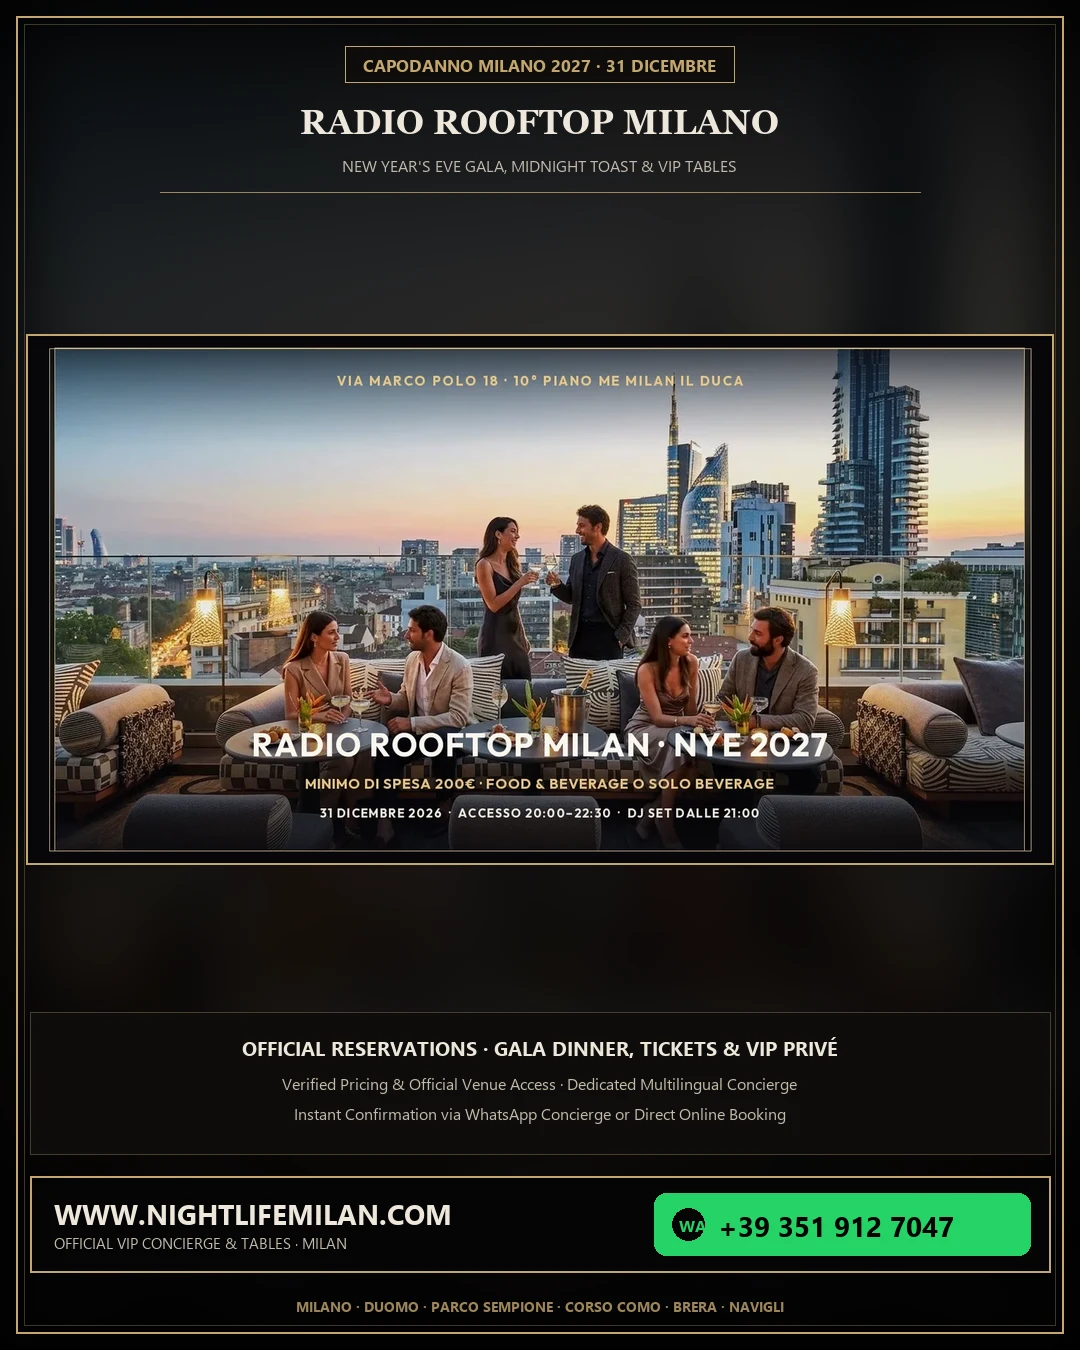 CAPODANNO MILANO 2027 · 31 DICEMBRE
RADIO ROOFTOP MILANO
NEW YEAR'S EVE GALA, MIDNIGHT TOAST & VIP TABLES
VIA MARCO POLO 18 · 10° PIANO ME MILAN IL DUCA
RADIO ROOFTOP MILAN · NYE 2027
MINIMO DI SPESA 200€ · FOOD & BEVERAGE O SOLO BEVERAGE
31 DICEMBRE 2026 · ACCESSO 20:00–22:30 · DJ SET DALLE 21:00
OFFICIAL RESERVATIONS · GALA DINNER, TICKETS & VIP PRIVÉ
Verified Pricing & Official Venue Access · Dedicated Multilingual Concierge
Instant Confirmation via WhatsApp Concierge or Direct Online Booking
WWW.NIGHTLIFEMILAN.COM
OFFICIAL VIP CONCIERGE & TABLES · MILAN
WA +39 351 912 7047
MILANO · DUOMO · PARCO SEMPIONE · CORSO COMO · BRERA · NAVIGLI